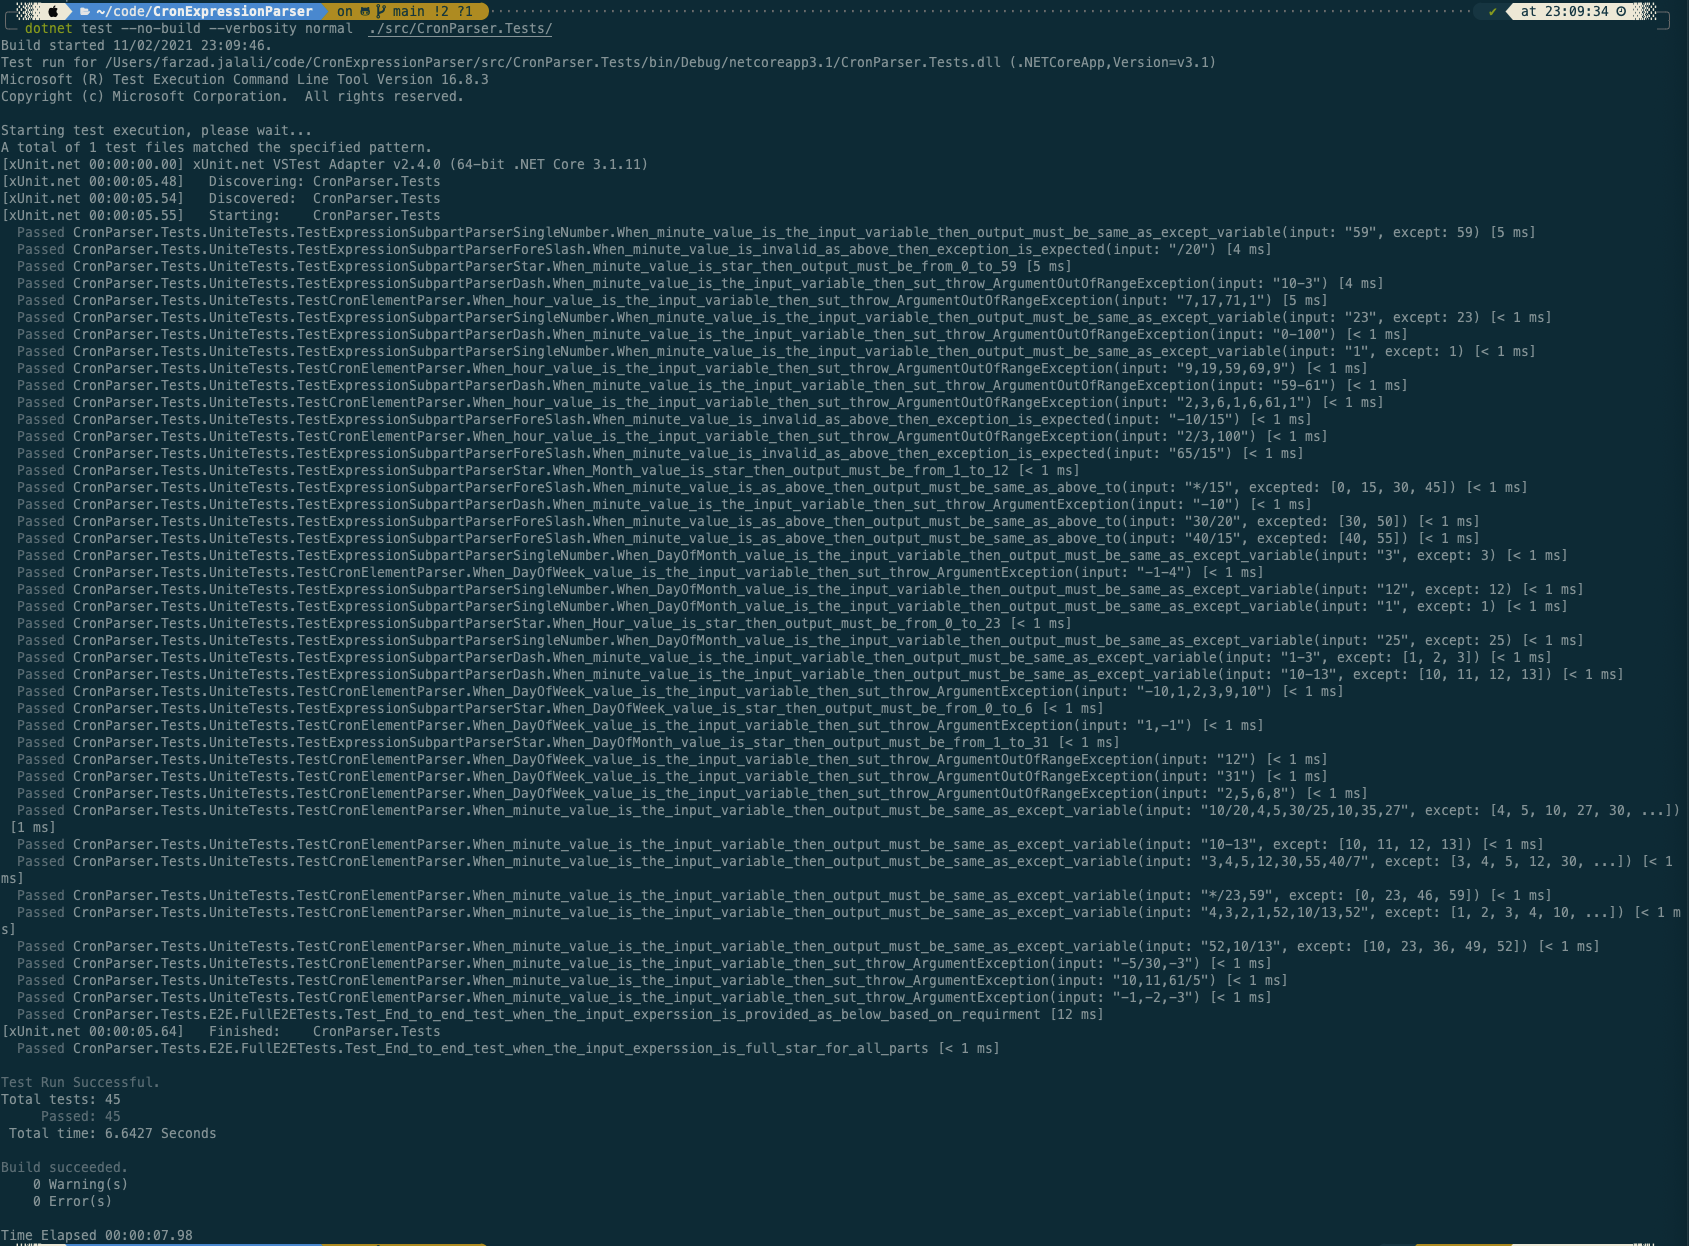 ~/code/CronExpressionParser on main !2 ?1 ✔ at 23:09:34
dotnet test --no-build --verbosity normal ./src/CronParser.Tests/
Build started 11/02/2021 23:09:46.
Test run for /Users/farzad.jalali/code/CronExpressionParser/src/CronParser.Tests/bin/Debug/netcoreapp3.1/CronParser.Tests.dll (.NETCoreApp,Version=v3.1)
Microsoft (R) Test Execution Command Line Tool Version 16.8.3
Copyright (c) Microsoft Corporation.  All rights reserved.
Starting test execution, please wait...
A total of 1 test files matched the specified pattern.
[xUnit.net 00:00:00.00] xUnit.net VSTest Adapter v2.4.0 (64-bit .NET Core 3.1.11)
[xUnit.net 00:00:05.48]   Discovering: CronParser.Tests
[xUnit.net 00:00:05.54]   Discovered:  CronParser.Tests
[xUnit.net 00:00:05.55]   Starting:    CronParser.Tests
Passed CronParser.Tests.UniteTests.TestExpressionSubpartParserSingleNumber.When_minute_value_is_the_input_variable_then_output_must_be_same_as_except_variable(input: "59", except: 59) [5 ms]
Passed CronParser.Tests.UniteTests.TestExpressionSubpartParserForeSlash.When_minute_value_is_invalid_as_above_then_exception_is_expected(input: "/20") [4 ms]
Passed CronParser.Tests.UniteTests.TestExpressionSubpartParserStar.When_minute_value_is_star_then_output_must_be_from_0_to_59 [5 ms]
Passed CronParser.Tests.UniteTests.TestExpressionSubpartParserDash.When_minute_value_is_the_input_variable_then_sut_throw_ArgumentOutOfRangeException(input: "10-3") [4 ms]
Passed CronParser.Tests.UniteTests.TestCronElementParser.When_hour_value_is_the_input_variable_then_sut_throw_ArgumentOutOfRangeException(input: "7,17,71,1") [5 ms]
Passed CronParser.Tests.UniteTests.TestExpressionSubpartParserSingleNumber.When_minute_value_is_the_input_variable_then_output_must_be_same_as_except_variable(input: "23", except: 23) [< 1 ms]
Passed CronParser.Tests.UniteTests.TestExpressionSubpartParserDash.When_minute_value_is_the_input_variable_then_sut_throw_ArgumentOutOfRangeException(input: "0-100") [< 1 ms]
Passed CronParser.Tests.UniteTests.TestExpressionSubpartParserSingleNumber.When_minute_value_is_the_input_variable_then_output_must_be_same_as_except_variable(input: "1", except: 1) [< 1 ms]
Passed CronParser.Tests.UniteTests.TestCronElementParser.When_hour_value_is_the_input_variable_then_sut_throw_ArgumentOutOfRangeException(input: "9,19,59,69,9") [< 1 ms]
Passed CronParser.Tests.UniteTests.TestExpressionSubpartParserDash.When_minute_value_is_the_input_variable_then_sut_throw_ArgumentOutOfRangeException(input: "59-61") [< 1 ms]
Passed CronParser.Tests.UniteTests.TestCronElementParser.When_hour_value_is_the_input_variable_then_sut_throw_ArgumentOutOfRangeException(input: "2,3,6,1,6,61,1") [< 1 ms]
Passed CronParser.Tests.UniteTests.TestExpressionSubpartParserForeSlash.When_minute_value_is_invalid_as_above_then_exception_is_expected(input: "-10/15") [< 1 ms]
Passed CronParser.Tests.UniteTests.TestCronElementParser.When_hour_value_is_the_input_variable_then_sut_throw_ArgumentOutOfRangeException(input: "2/3,100") [< 1 ms]
Passed CronParser.Tests.UniteTests.TestExpressionSubpartParserForeSlash.When_minute_value_is_invalid_as_above_then_exception_is_expected(input: "65/15") [< 1 ms]
Passed CronParser.Tests.UniteTests.TestExpressionSubpartParserStar.When_Month_value_is_star_then_output_must_be_from_1_to_12 [< 1 ms]
Passed CronParser.Tests.UniteTests.TestExpressionSubpartParserForeSlash.When_minute_value_is_as_above_then_output_must_be_same_as_above_to(input: "*/15", excepted: [0, 15, 30, 45]) [< 1 ms]
Passed CronParser.Tests.UniteTests.TestExpressionSubpartParserDash.When_minute_value_is_the_input_variable_then_sut_throw_ArgumentException(input: "-10") [< 1 ms]
Passed CronParser.Tests.UniteTests.TestExpressionSubpartParserForeSlash.When_minute_value_is_as_above_then_output_must_be_same_as_above_to(input: "30/20", excepted: [30, 50]) [< 1 ms]
Passed CronParser.Tests.UniteTests.TestExpressionSubpartParserForeSlash.When_minute_value_is_as_above_then_output_must_be_same_as_above_to(input: "40/15", excepted: [40, 55]) [< 1 ms]
Passed CronParser.Tests.UniteTests.TestExpressionSubpartParserSingleNumber.When_DayOfMonth_value_is_the_input_variable_then_output_must_be_same_as_except_variable(input: "3", except: 3) [< 1 ms]
Passed CronParser.Tests.UniteTests.TestCronElementParser.When_DayOfWeek_value_is_the_input_variable_then_sut_throw_ArgumentException(input: "-1-4") [< 1 ms]
Passed CronParser.Tests.UniteTests.TestExpressionSubpartParserSingleNumber.When_DayOfMonth_value_is_the_input_variable_then_output_must_be_same_as_except_variable(input: "12", except: 12) [< 1 ms]
Passed CronParser.Tests.UniteTests.TestExpressionSubpartParserSingleNumber.When_DayOfMonth_value_is_the_input_variable_then_output_must_be_same_as_except_variable(input: "1", except: 1) [< 1 ms]
Passed CronParser.Tests.UniteTests.TestExpressionSubpartParserStar.When_Hour_value_is_star_then_output_must_be_from_0_to_23 [< 1 ms]
Passed CronParser.Tests.UniteTests.TestExpressionSubpartParserSingleNumber.When_DayOfMonth_value_is_the_input_variable_then_output_must_be_same_as_except_variable(input: "25", except: 25) [< 1 ms]
Passed CronParser.Tests.UniteTests.TestExpressionSubpartParserDash.When_minute_value_is_the_input_variable_then_output_must_be_same_as_except_variable(input: "1-3", except: [1, 2, 3]) [< 1 ms]
Passed CronParser.Tests.UniteTests.TestExpressionSubpartParserDash.When_minute_value_is_the_input_variable_then_output_must_be_same_as_except_variable(input: "10-13", except: [10, 11, 12, 13]) [< 1 ms]
Passed CronParser.Tests.UniteTests.TestCronElementParser.When_DayOfWeek_value_is_the_input_variable_then_sut_throw_ArgumentException(input: "-10,1,2,3,9,10") [< 1 ms]
Passed CronParser.Tests.UniteTests.TestExpressionSubpartParserStar.When_DayOfWeek_value_is_star_then_output_must_be_from_0_to_6 [< 1 ms]
Passed CronParser.Tests.UniteTests.TestCronElementParser.When_DayOfWeek_value_is_the_input_variable_then_sut_throw_ArgumentException(input: "1,-1") [< 1 ms]
Passed CronParser.Tests.UniteTests.TestExpressionSubpartParserStar.When_DayOfMonth_value_is_star_then_output_must_be_from_1_to_31 [< 1 ms]
Passed CronParser.Tests.UniteTests.TestCronElementParser.When_DayOfWeek_value_is_the_input_variable_then_sut_throw_ArgumentOutOfRangeException(input: "12") [< 1 ms]
Passed CronParser.Tests.UniteTests.TestCronElementParser.When_DayOfWeek_value_is_the_input_variable_then_sut_throw_ArgumentOutOfRangeException(input: "31") [< 1 ms]
Passed CronParser.Tests.UniteTests.TestCronElementParser.When_DayOfWeek_value_is_the_input_variable_then_sut_throw_ArgumentOutOfRangeException(input: "2,5,6,8") [< 1 ms]
Passed CronParser.Tests.UniteTests.TestCronElementParser.When_minute_value_is_the_input_variable_then_output_must_be_same_as_except_variable(input: "10/20,4,5,30/25,10,35,27", except: [4, 5, 10, 27, 30, ...])
[1 ms]
Passed CronParser.Tests.UniteTests.TestCronElementParser.When_minute_value_is_the_input_variable_then_output_must_be_same_as_except_variable(input: "10-13", except: [10, 11, 12, 13]) [< 1 ms]
Passed CronParser.Tests.UniteTests.TestCronElementParser.When_minute_value_is_the_input_variable_then_output_must_be_same_as_except_variable(input: "3,4,5,12,30,55,40/7", except: [3, 4, 5, 12, 30, ...]) [< 1
ms]
Passed CronParser.Tests.UniteTests.TestCronElementParser.When_minute_value_is_the_input_variable_then_output_must_be_same_as_except_variable(input: "*/23,59", except: [0, 23, 46, 59]) [< 1 ms]
Passed CronParser.Tests.UniteTests.TestCronElementParser.When_minute_value_is_the_input_variable_then_output_must_be_same_as_except_variable(input: "4,3,2,1,52,10/13,52", except: [1, 2, 3, 4, 10, ...]) [< 1 m
s]
Passed CronParser.Tests.UniteTests.TestCronElementParser.When_minute_value_is_the_input_variable_then_output_must_be_same_as_except_variable(input: "52,10/13", except: [10, 23, 36, 49, 52]) [< 1 ms]
Passed CronParser.Tests.UniteTests.TestCronElementParser.When_minute_value_is_the_input_variable_then_sut_throw_ArgumentException(input: "-5/30,-3") [< 1 ms]
Passed CronParser.Tests.UniteTests.TestCronElementParser.When_minute_value_is_the_input_variable_then_sut_throw_ArgumentException(input: "10,11,61/5") [< 1 ms]
Passed CronParser.Tests.UniteTests.TestCronElementParser.When_minute_value_is_the_input_variable_then_sut_throw_ArgumentException(input: "-1,-2,-3") [< 1 ms]
Passed CronParser.Tests.E2E.FullE2ETests.Test_End_to_end_test_when_the_input_experssion_is_provided_as_below_based_on_requirment [12 ms]
[xUnit.net 00:00:05.64]   Finished:    CronParser.Tests
Passed CronParser.Tests.E2E.FullE2ETests.Test_End_to_end_test_when_the_input_experssion_is_full_star_for_all_parts [< 1 ms]
Test Run Successful.
Total tests: 45
Passed: 45
Total time: 6.6427 Seconds
Build succeeded.
0 Warning(s)
0 Error(s)
Time Elapsed 00:00:07.98